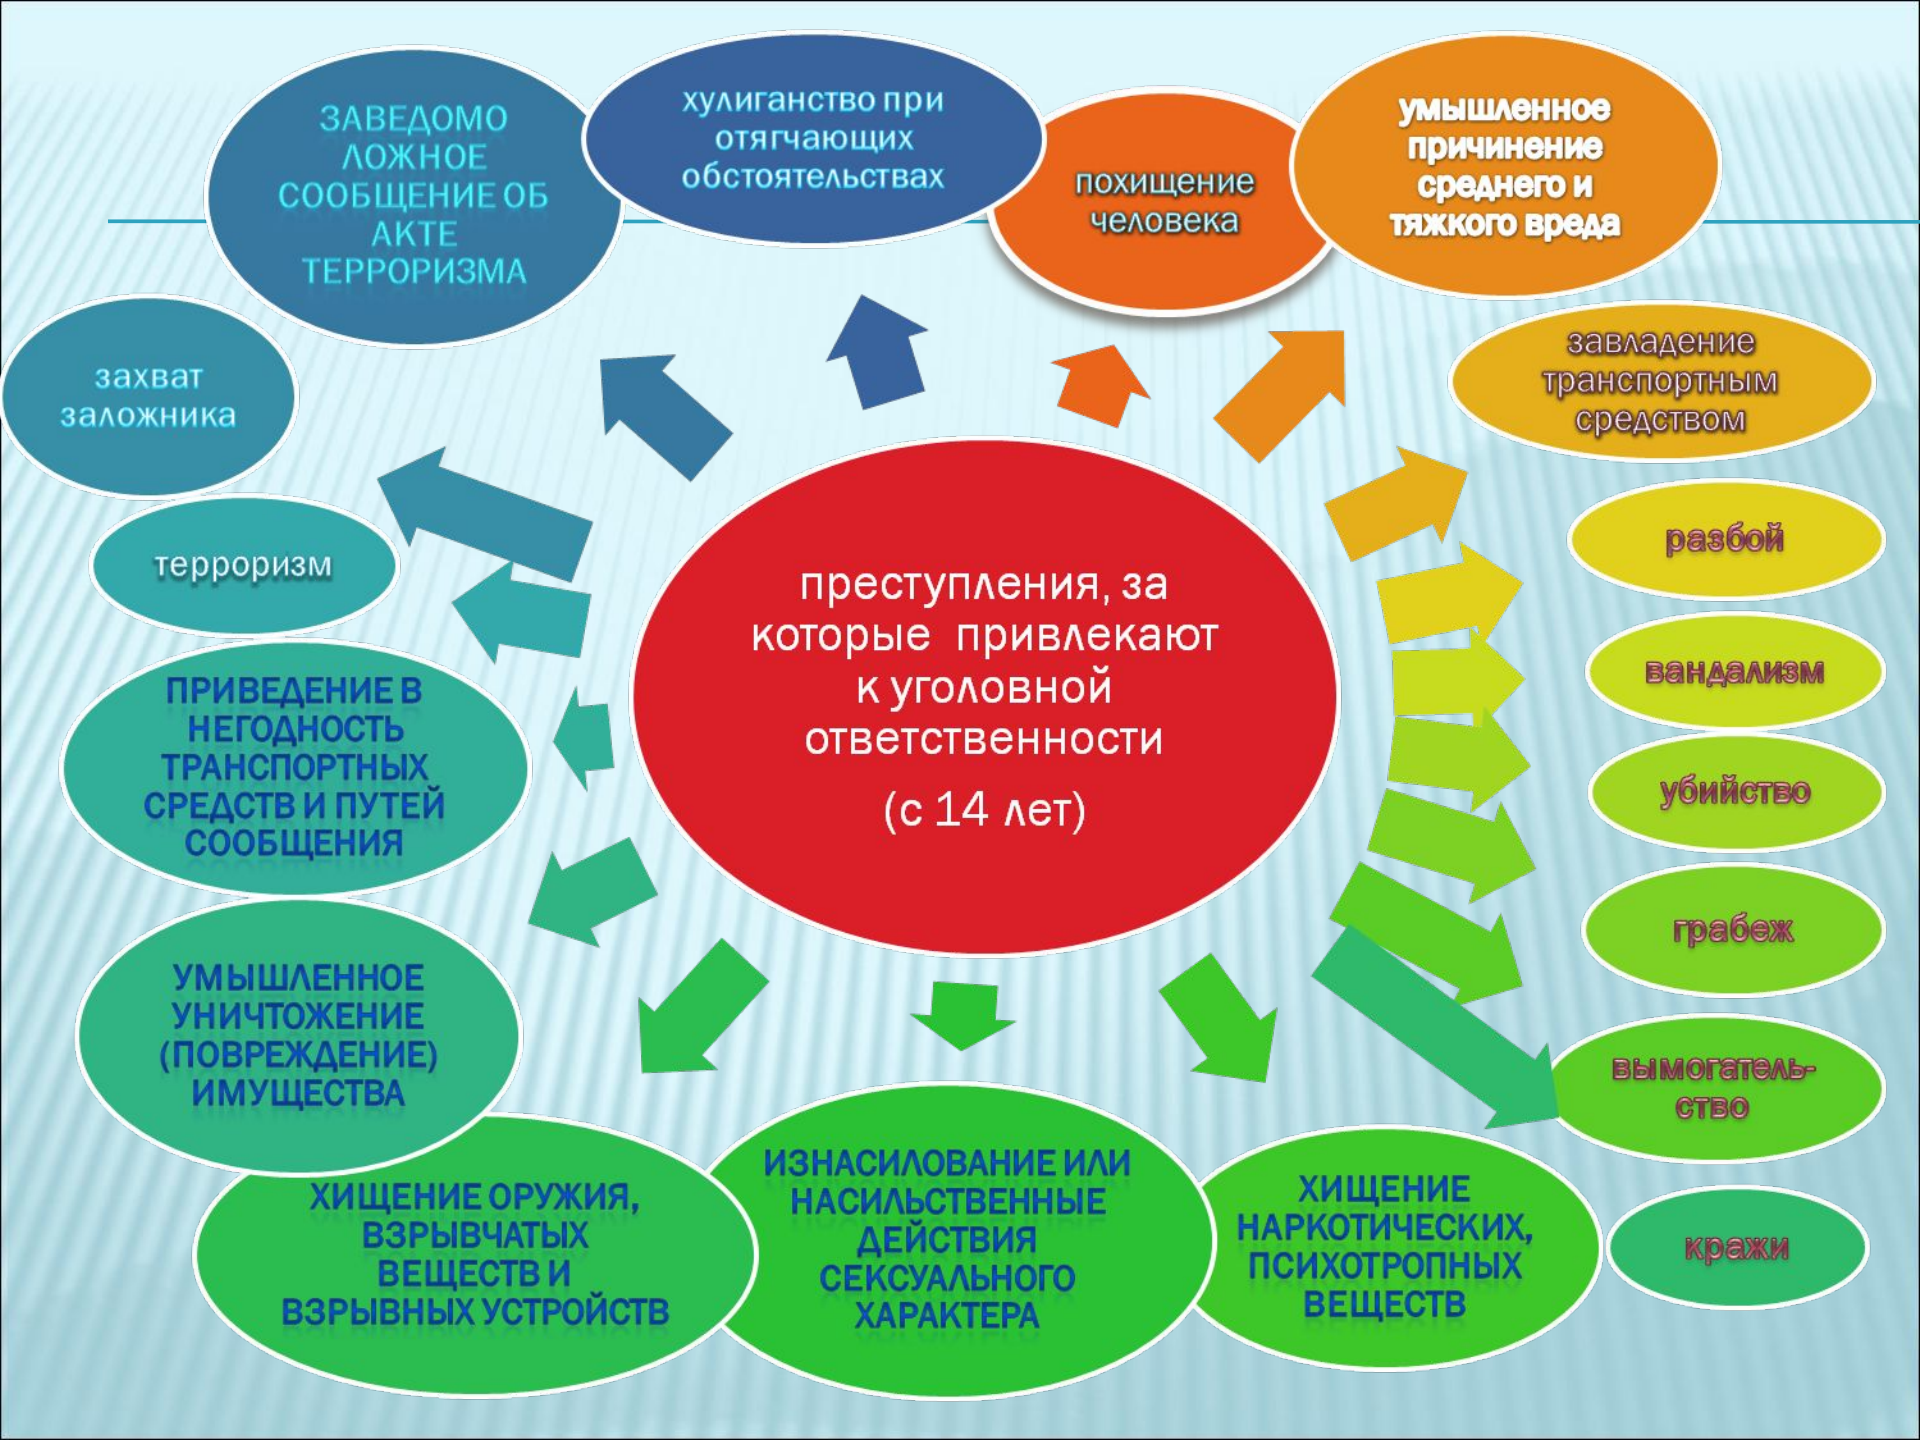 ЗАВЕДОМО
ЛОЖНОЕ
СООБЩЕНИЕ ОБ
АКТЕ
ТЕРРОРИЗМА
хулиганство при
отягчающих
обстоятельствах
похищение
человека
умышленное
причинение
среднего и
тяжкого вреда
завладение
транспортным
средством
разбой
вандализм
убийство
грабеж
вымогатель-
ство
кражи
захват
заложника
терроризм
ПРИВЕДЕНИЕ В
НЕГОДНОСТЬ
ТРАНСПОРТНЫХ
СРЕДСТВ И ПУТЕЙ
СООБЩЕНИЯ
УМЫШЛЕННОЕ
УНИЧТОЖЕНИЕ
(ПОВРЕЖДЕНИЕ)
ИМУЩЕСТВА
преступления, за
которые привлекают
к уголовной
ответственности
(с 14 лет)
ХИЩЕНИЕ ОРУЖИЯ,
ВЗРЫВЧАТЫХ
ВЕЩЕСТВ И
ВЗРЫВНЫХ УСТРОЙСТВ
ИЗНАСИЛОВАНИЕ ИЛИ
НАСИЛЬСТВЕННЫЕ
ДЕЙСТВИЯ
СЕКСУАЛЬНОГО
ХАРАКТЕРА
ХИЩЕНИЕ
НАРКОТИЧЕСКИХ,
ПСИХОТРОПНЫХ
ВЕЩЕСТВ